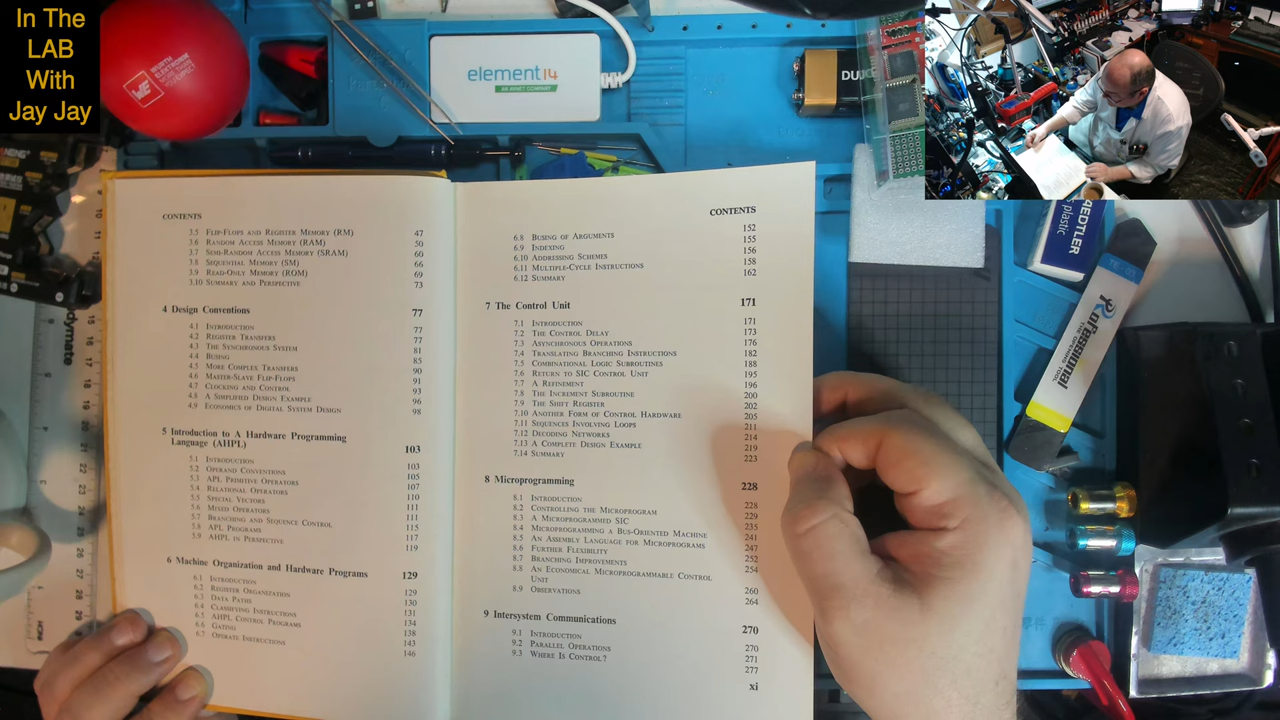 In The
LAB
With
Jay Jay
WE
WURTH
ELEKTRONIK
MORE THAN
YOU EXPECT
element14
AN AVNET COMPANY
STAEDTLER
plastic
Professional
TOOL
CONTENTS
3.5 FLIP-FLOPS AND REGISTER MEMORY (RM) 47
3.6 RANDOM ACCESS MEMORY (RAM) 50
3.7 SEMI-RANDOM ACCESS MEMORY (SRAM) 60
3.8 SEQUENTIAL MEMORY (SM) 66
3.9 READ-ONLY MEMORY (ROM) 69
3.10 SUMMARY AND PERSPECTIVE 73
4 Design Conventions 77
4.1 INTRODUCTION 77
4.2 REGISTER TRANSFERS 77
4.3 THE SYNCHRONOUS SYSTEM 81
4.4 BUSING 85
4.5 MORE COMPLEX TRANSFERS 90
4.6 MASTER-SLAVE FLIP-FLOPS 91
4.7 CLOCKING AND CONTROL 93
4.8 A SIMPLIFIED DESIGN EXAMPLE 96
4.9 ECONOMICS OF DIGITAL SYSTEM DESIGN 98
5 Introduction to A Hardware Programming
Language (AHPL) 103
5.1 INTRODUCTION 103
5.2 OPERAND CONVENTIONS 105
5.3 APL PRIMITIVE OPERATORS 107
5.4 RELATIONAL OPERATORS 110
5.5 SPECIAL VECTORS 111
5.6 MIXED OPERATORS 111
5.7 BRANCHING AND SEQUENCE CONTROL 115
5.8 APL PROGRAMS 117
5.9 AHPL IN PERSPECTIVE 119
6 Machine Organization and Hardware Programs 129
6.1 INTRODUCTION 129
6.2 REGISTER ORGANIZATION 130
6.3 DATA PATHS 131
6.4 CLASSIFYING INSTRUCTIONS 134
6.5 AHPL CONTROL PROGRAMS 138
6.6 GATING 143
6.7 OPERATE INSTRUCTIONS 146
CONTENTS
6.8 BUSING OF ARGUMENTS 152
6.9 INDEXING 155
6.10 ADDRESSING SCHEMES 156
6.11 MULTIPLE-CYCLE INSTRUCTIONS 158
6.12 SUMMARY 162
7 The Control Unit 171
7.1 INTRODUCTION 171
7.2 THE CONTROL DELAY 173
7.3 ASYNCHRONOUS OPERATIONS 176
7.4 TRANSLATING BRANCHING INSTRUCTIONS 182
7.5 COMBINATIONAL LOGIC SUBROUTINES 188
7.6 RETURN TO SIC CONTROL UNIT 195
7.7 A REFINEMENT 196
7.8 THE INCREMENT SUBROUTINE 200
7.9 THE SHIFT REGISTER 202
7.10 ANOTHER FORM OF CONTROL HARDWARE 205
7.11 SEQUENCES INVOLVING LOOPS 211
7.12 DECODING NETWORKS 214
7.13 A COMPLETE DESIGN EXAMPLE 219
7.14 SUMMARY 223
8 Microprogramming 228
8.1 INTRODUCTION 228
8.2 CONTROLLING THE MICROPROGRAM 229
8.3 A MICROPROGRAMMED SIC 235
8.4 MICROPROGRAMMING A BUS-ORIENTED MACHINE 241
8.5 AN ASSEMBLY LANGUAGE FOR MICROPROGRAMS 247
8.6 FURTHER FLEXIBILITY 252
8.7 BRANCHING IMPROVEMENTS 254
8.8 AN ECONOMICAL MICROPROGRAMMABLE CONTROL
UNIT 260
8.9 OBSERVATIONS 264
9 Intersystem Communications 270
9.1 INTRODUCTION 270
9.2 PARALLEL OPERATIONS 271
9.3 WHERE IS CONTROL? 277
xi